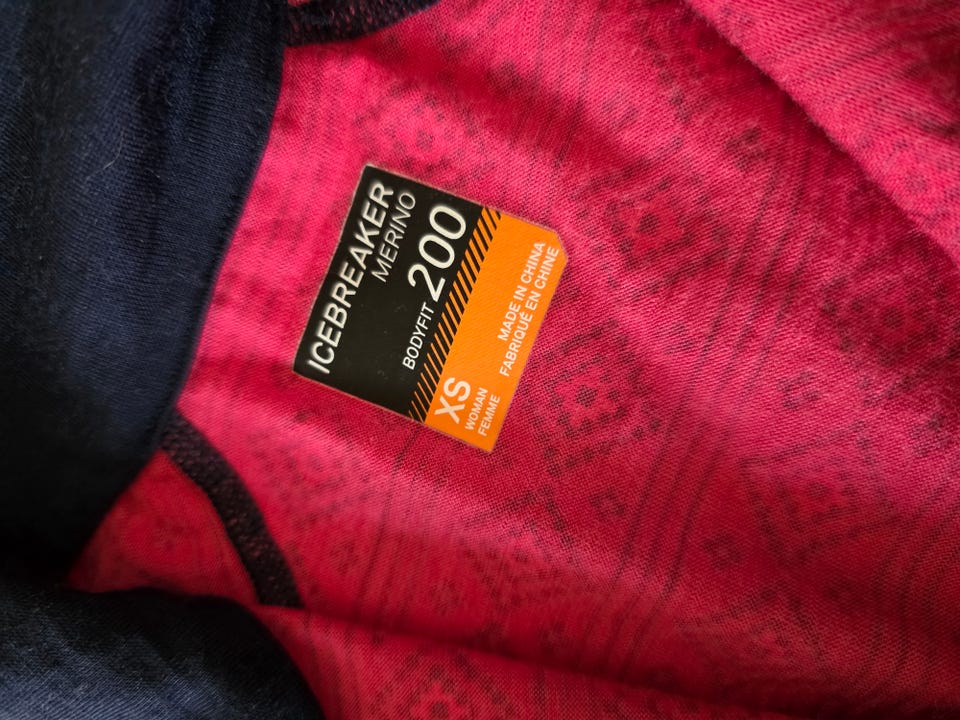 ICEBREAKER
MERINO
BODYFIT 200
XS
WOMAN
FEMME
MADE IN CHINA
FABRIQUÉ EN CHINE